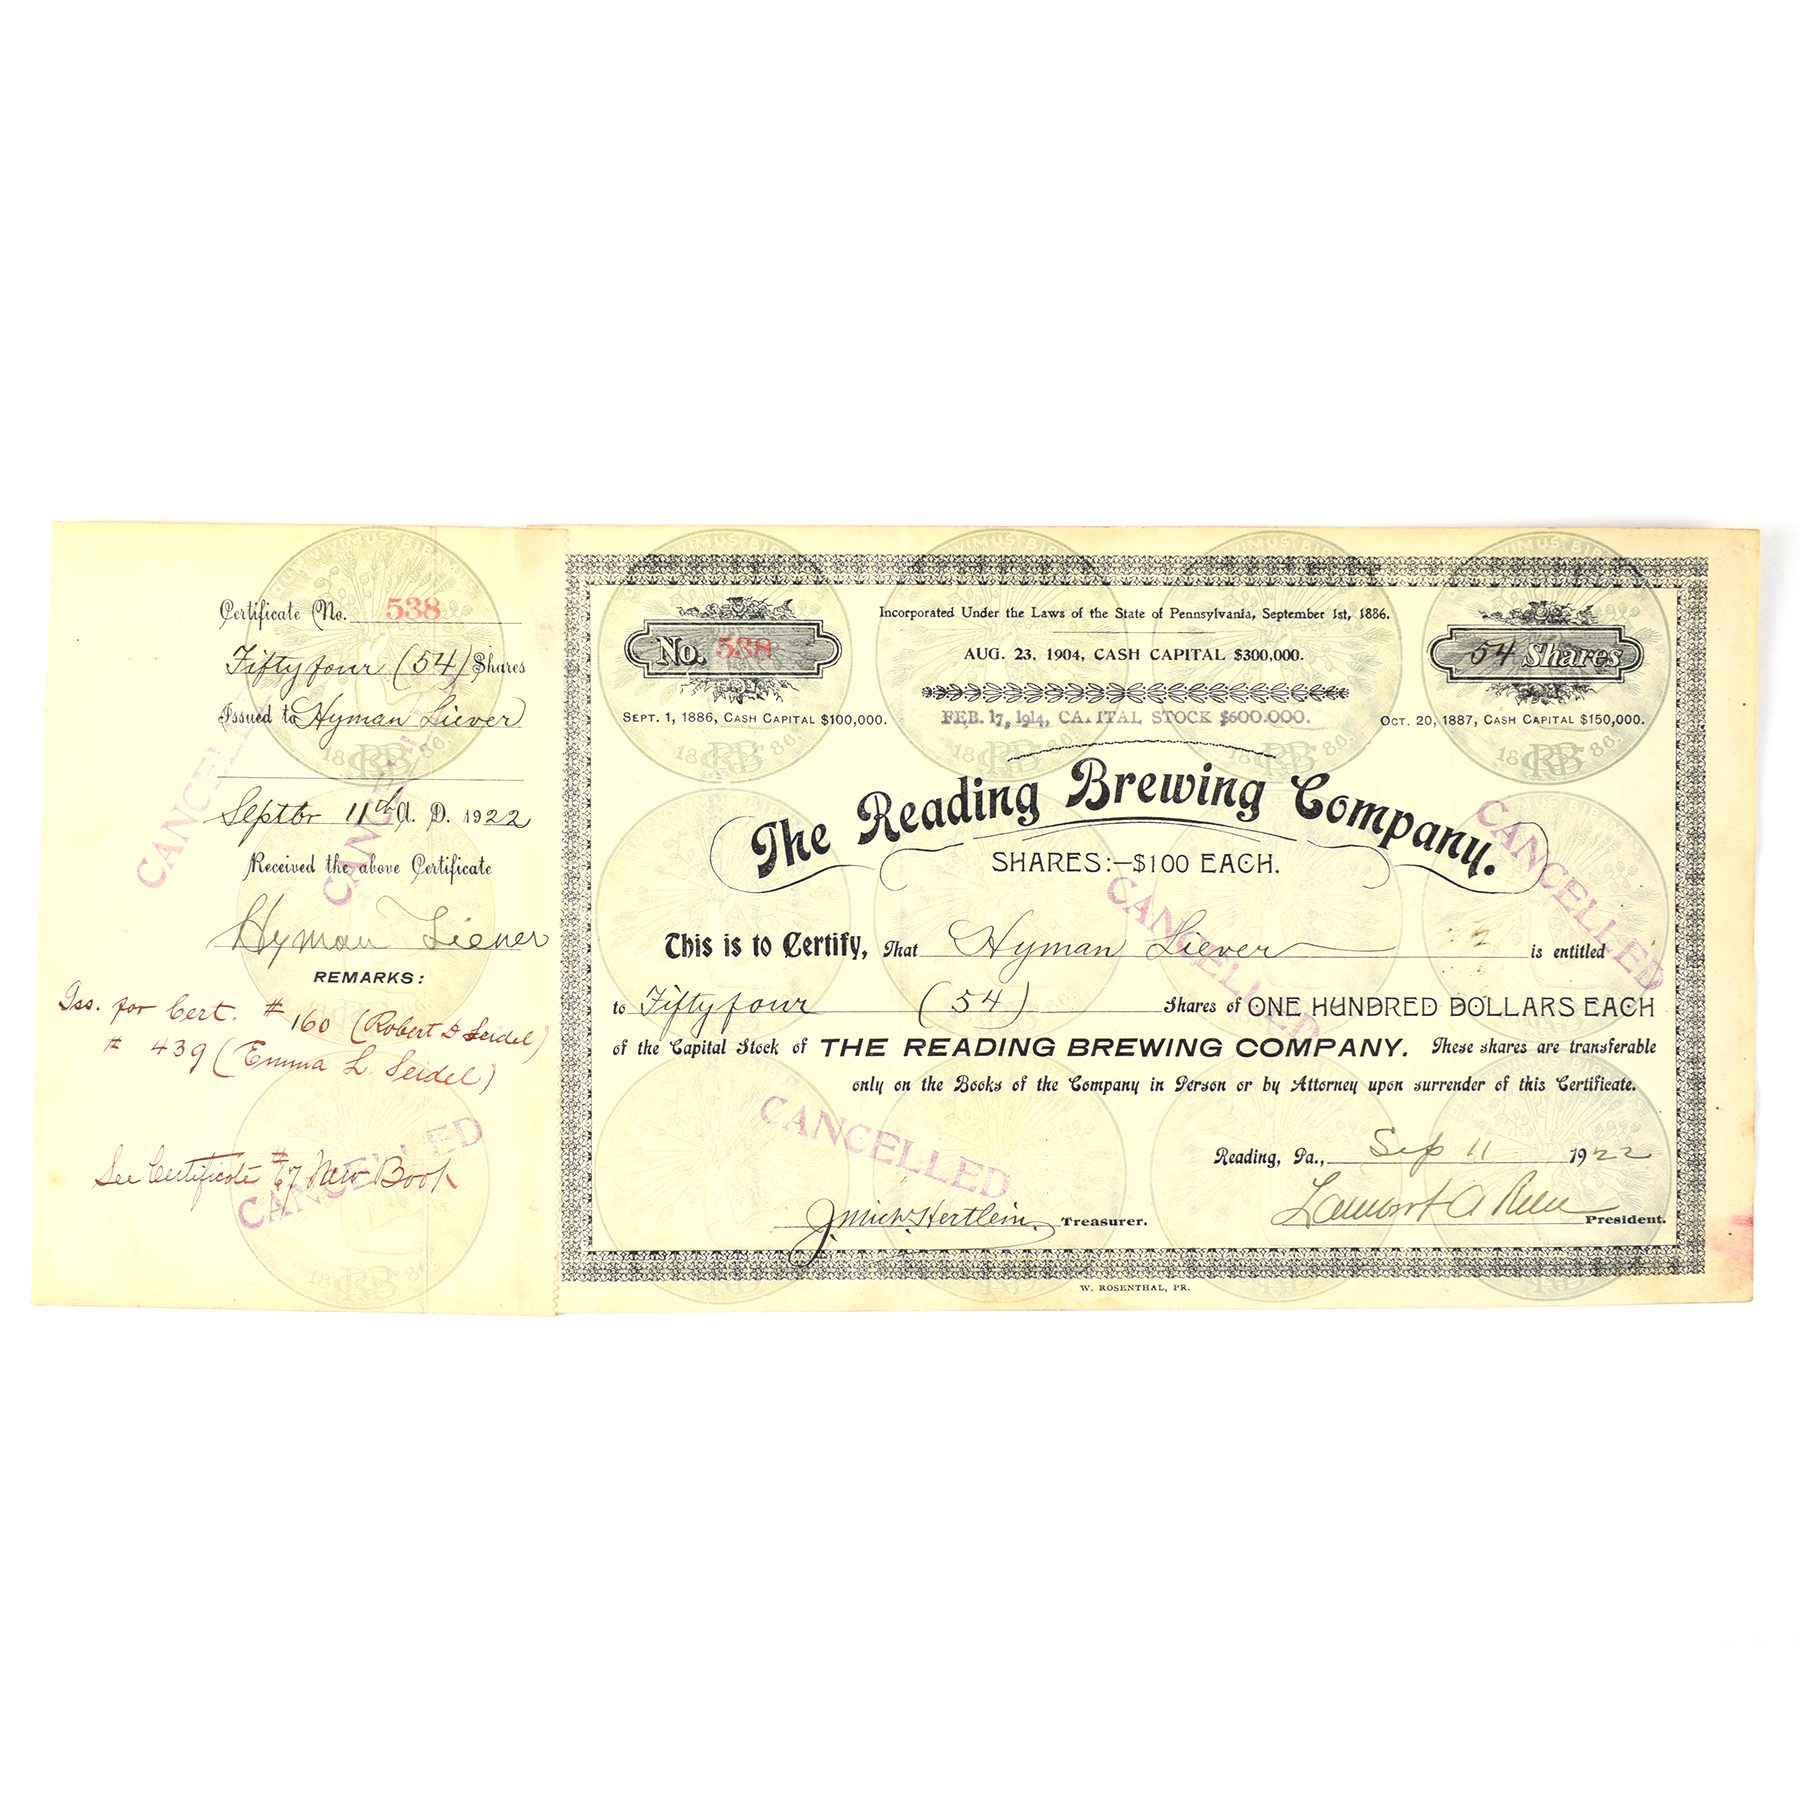 Certificate No. 538
Fifty four (54) Shares
Issued to Hyman Liever
Septbr 11th A. D. 1922
Received the above Certificate
Hyman Liever
REMARKS:
Iss. for Cert. # 160 (Robert D Seidel)
# 439 (Emma L. Seidel)
See Certificate #67 New Book
CANCELLED
CANCELLED
CANCELLED
No. 538
Incorporated Under the Laws of the State of Pennsylvania, September 1st, 1886.
54 Shares
AUG. 23, 1904, CASH CAPITAL $300,000.
SEPT. 1, 1886, CASH CAPITAL $100,000.
FEB. 17, 1914, CAPITAL STOCK $600.000.
OCT. 20, 1887, CASH CAPITAL $150,000.
The Reading Brewing Company.
SHARES:—$100 EACH.
This is to Certify, That Hyman Liever is entitled
to Fifty four (54) Shares of ONE HUNDRED DOLLARS EACH
of the Capital Stock of THE READING BREWING COMPANY. These shares are transferable
only on the Books of the Company in Person or by Attorney upon surrender of this Certificate.
Reading, Pa., Sep 11 1922
J. Mich. Hertlein. Treasurer.
Lamont A President.
CANCELLED
CANCELLED
CANCELLED
W. ROSENTHAL, PR.